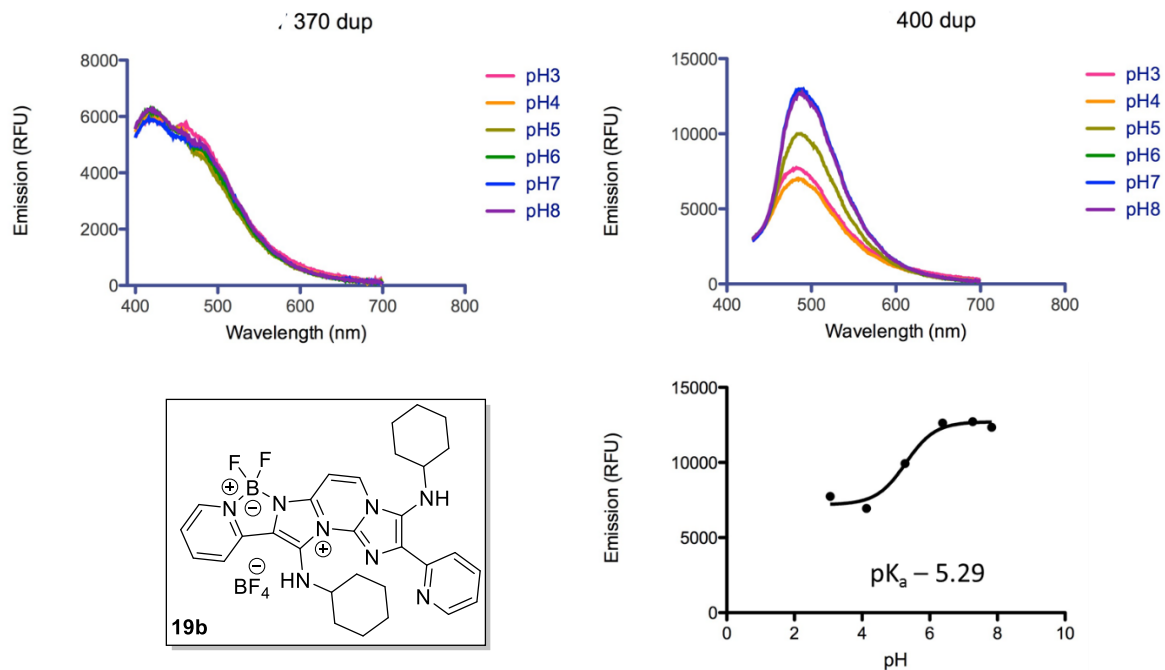 370 dup
8000
6000
4000
2000
0
400
500
600
700
800
Emission (RFU)
Wavelength (nm)
pH3
pH4
pH5
pH6
pH7
pH8
400 dup
15000
10000
5000
0
400
500
600
700
800
Emission (RFU)
Wavelength (nm)
pH3
pH4
pH5
pH6
pH7
pH8
F F
B
N
N
N
NH
N
N
HN
N
BF4
19b
15000
10000
5000
0
0
2
4
6
8
10
Emission (RFU)
pH
pKa – 5.29